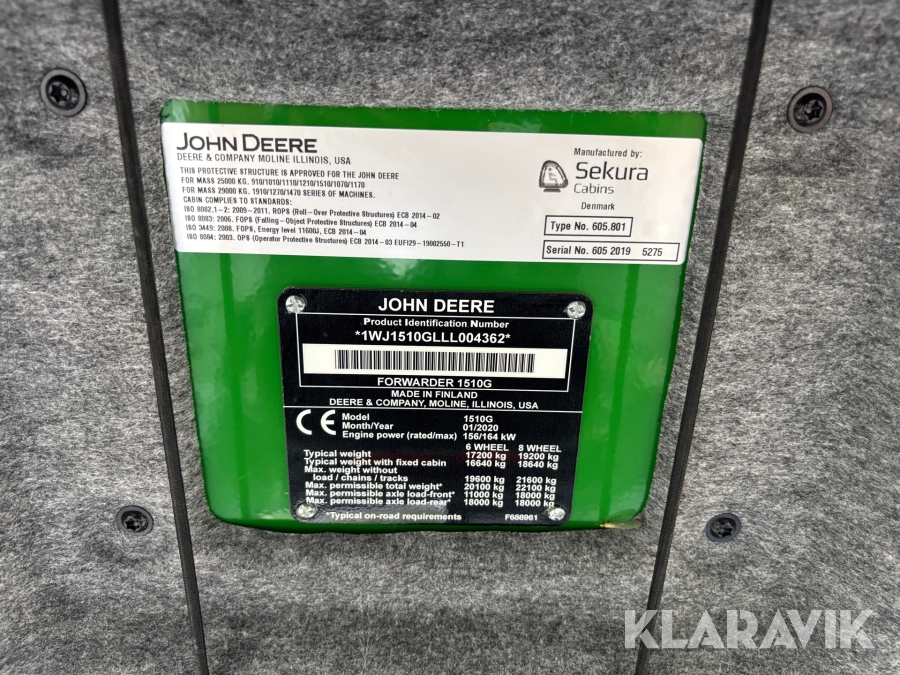 JOHN DEERE
DEERE & COMPANY MOLINE ILLINOIS, USA
THIS PROTECTIVE STRUCTURE IS APPROVED FOR THE JOHN DEERE
FOR MASS 25000 KG. 910/1010/1110/1210/1510/1070/1170
FOR MASS 29000 KG. 1910/1270/1470 SERIES OF MACHINES.
CABIN COMPLIES TO STANDARDS:
ISO 8082,1-2: 2009-2011, ROPS (Roll-Over Protective Structures) ECB 2014-02
ISO 8083: 2006. FOPS (Falling-Object Protective Structures) ECB 2014-04
ISO 3449: 2008. FOPS, Energy level 11600J, ECB 2014-04
ISO 8084: 2003. OPS (Operator Protective Structures) ECB 2014-03 EUFI29-19002550-T1
Manufactured by:
Sekura
Cabins
Denmark
Type No. 605.801
Serial No. 605 2019 5275
JOHN DEERE
Product Identification Number
*1WJ1510GLLL004362*
FORWARDER 1510G
MADE IN FINLAND
DEERE & COMPANY, MOLINE, ILLINOIS, USA
CE
Model 1510G
Month/Year 01/2020
Engine power (rated/max) 156/164 kW
6 WHEEL 8 WHEEL
Typical weight 17200 kg 19200 kg
Typical weight with fixed cabin 16640 kg 18640 kg
Max. weight without
load / chains / tracks 19600 kg 21600 kg
Max. permissible total weight* 20100 kg 22100 kg
Max. permissible axle load-front* 11000 kg 18000 kg
Max. permissible axle load-rear* 18000 kg 18000 kg
*Typical on-road requirements F688961
KLARAVIK